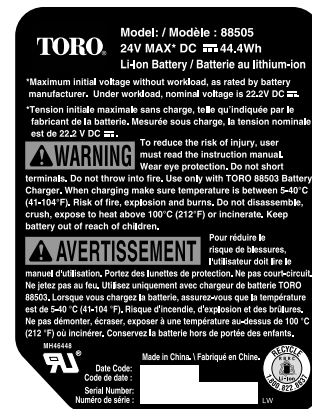 TORO®
Model: / Modèle : 88505
24V MAX* DC 44.4Wh
Li-Ion Battery / Batterie au lithium-ion
*Maximum initial voltage without workload, as rated by battery
manufacturer. Under workload, nominal voltage is 22.2V DC.
*Tension initiale maximale sans charge, telle qu'indiquée par le
fabricant de la batterie. Mesurée sous charge, la tension nominale
est de 22.2 V DC.
WARNING
To reduce the risk of injury, user
must read the instruction manual.
Wear eye protection. Do not short
terminals. Do not throw into fire. Use only with TORO 88503 Battery
Charger. When charging make sure temperature is between 5-40°C
(41-104°F). Risk of fire, explosion and burns. Do not disassemble,
crush, expose to heat above 100°C (212°F) or incinerate. Keep
battery out of reach of children.
AVERTISSEMENT
Pour réduire le
risque de blessures,
l'utilisateur doit lire le
manuel d'utilisation. Portez des lunettes de protection. Ne pas court-circuit.
Ne jetez pas au feu. Utilisez uniquement avec chargeur de batterie TORO
88503. Lorsque vous chargez la batterie, assurez-vous que la température
est de 5-40 °C (41-104 °F). Risque d'incendie, d'explosion et des brûlures.
Ne pas démonter, écraser, exposer à une température au-dessus de 100 °C
(212 °F) où incinérer. Conservez la batterie hors de portée des enfants.
MH46448
Made in China. \ Fabriqué en Chine.
Date Code:
Code de date :
Serial Number:
Numéro de série :
LW
RECYCLE
Li-Ion
1.800.822.8837